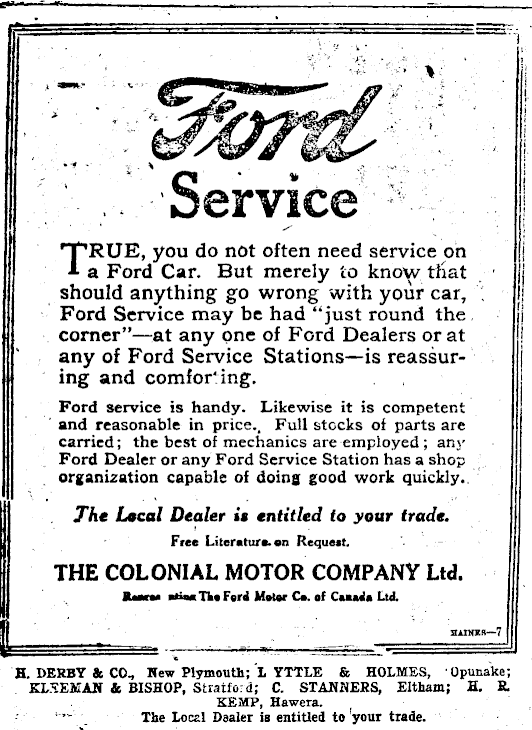 Ford
Service
TRUE, you do not often need service on
a Ford Car. But merely to know that
should anything go wrong with your car,
Ford Service may be had "just round the
corner"—at any one of Ford Dealers or at
any of Ford Service Stations—is reassur-
ing and comforting.
Ford service is handy. Likewise it is competent
and reasonable in price. Full stocks of parts are
carried; the best of mechanics are employed; any
Ford Dealer or any Ford Service Station has a shop
organization capable of doing good work quickly.
The Local Dealer is entitled to your trade.
Free Literature on Request.
THE COLONIAL MOTOR COMPANY Ltd.
The Ford Motor Co. of Canada Ltd.
HAINES—7
H. DERBY & CO., New Plymouth; L YTTLE & HOLMES, Opunake;
KLEEMAN & BISHOP, Stratford; C. STANNERS, Eltham; H. R.
KEMP, Hawera.
The Local Dealer is entitled to your trade.